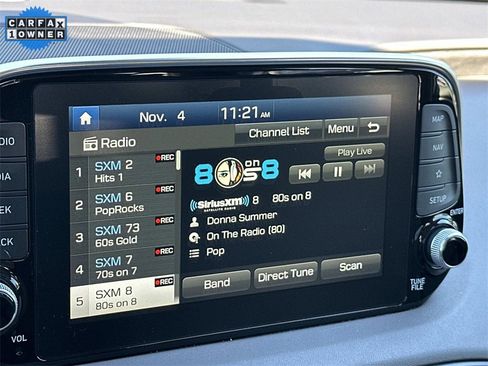 CARFAX
1 OWNER
Nov. 4
11:21 AM
Radio
Channel List
Menu
Play Live
1 SXM 2 REC
Hits 1
2 SXM 6 REC
PopRocks
3 SXM 73 REC
60s Gold
4 SXM 7 REC
70s on 7
5 SXM 8 REC
80s on 8
80s on 8
((SiriusXM)) 8 80s on 8
SATELLITE RADIO
Donna Summer
On The Radio (80)
Pop
Band
Direct Tune
Scan
MAP
NAV
SETUP
ENTER
TUNE
FILE
VOL